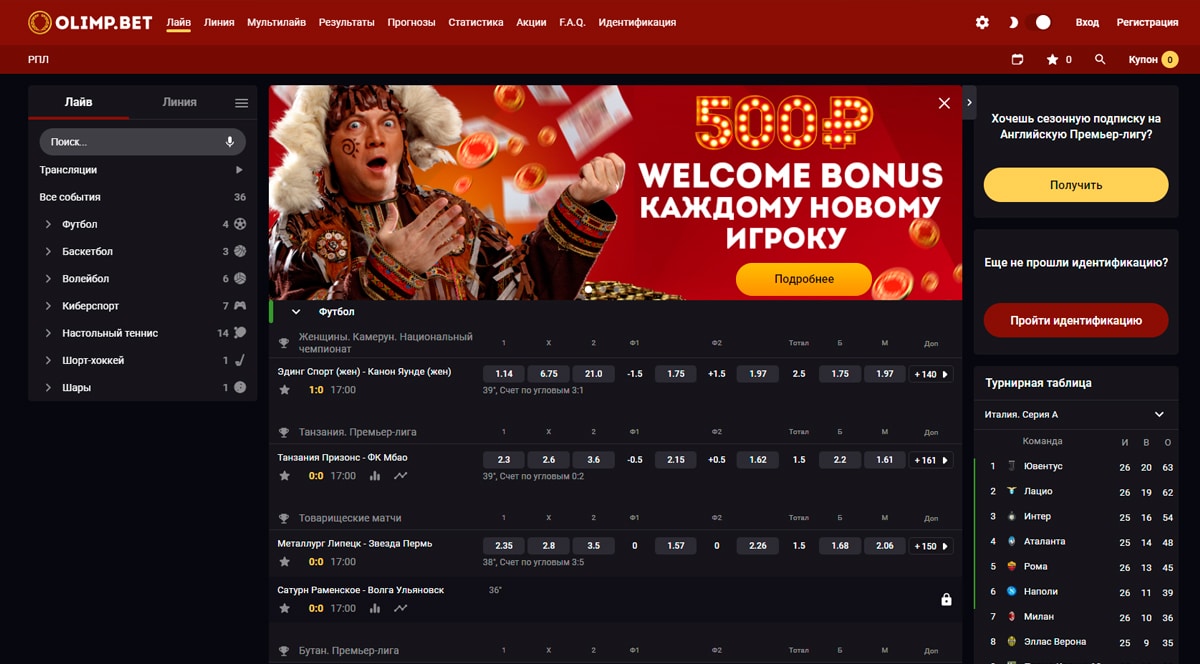 OLIMP.BET Лайв Линия Мультилайв Результаты Прогнозы Статистика Акции F.A.Q. Идентификация Вход Регистрация
РПЛ 0 Купон 0
Лайв Линия
Поиск...
Трансляции
Все события 36
Футбол 4
Баскетбол 3
Волейбол 6
Киберспорт 7
Настольный теннис 14
Шорт-хоккей 1
Шары 1
500₽
WELCOME BONUS
КАЖДОМУ НОВОМУ
ИГРОКУ
Подробнее
Футбол
Женщины. Камерун. Национальный
чемпионат
1 X 2 Ф1 Ф2 Тотал Б М Доп
Эдинг Спорт (жен) - Канон Яунде (жен) 1.14 6.75 21.0 -1.5 1.75 +1.5 1.97 2.5 1.75 1.97 +140
1:0 17:00 39", Счет по угловым 3:1
Танзания. Премьер-лига 1 X 2 Ф1 Ф2 Тотал Б М Доп
Танзания Призонс - ФК Мбао 2.3 2.6 3.6 -0.5 2.15 +0.5 1.62 1.5 2.2 1.61 +161
0:0 17:00 39", Счет по угловым 0:2
Товарищеские матчи 1 X 2 Ф1 Ф2 Тотал Б М Доп
Металлург Липецк - Звезда Пермь 2.35 2.8 3.5 0 1.57 0 2.26 1.5 1.68 2.06 +150
0:0 17:00 38", Счет по угловым 3:5
Сатурн Раменское - Волга Ульяновск 36"
0:0 17:00
Бутан. Премьер-лига 1 X 2 Ф1 Ф2 Тотал Б М Доп
Хочешь сезонную подписку на
Английскую Премьер-лигу?
Получить
Еще не прошли идентификацию?
Пройти идентификацию
Турнирная таблица
Италия. Серия А
Команда И В О
1 Ювентус 26 20 63
2 Лацио 26 19 62
3 Интер 25 16 54
4 Аталанта 25 14 48
5 Рома 26 13 45
6 Наполи 26 11 39
7 Милан 26 10 36
8 Эллас Верона 25 9 35